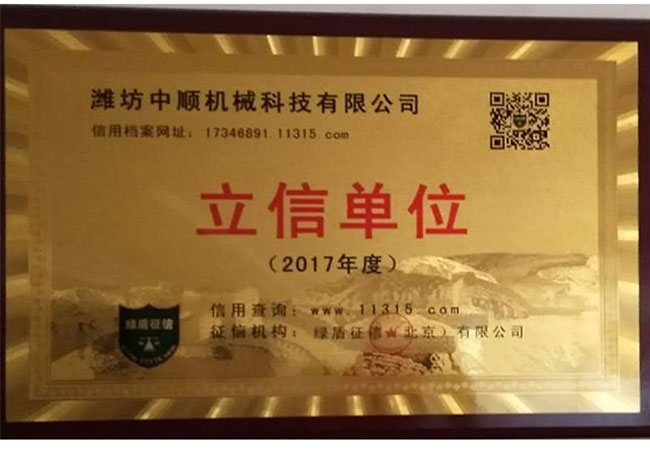 潍坊中顺机械科技有限公司
信用档案网址：17346891.11315.com
立信单位
（2017年度）
信用查询：www.11315.com
征信机构：绿盾征信（北京）有限公司
绿盾征信